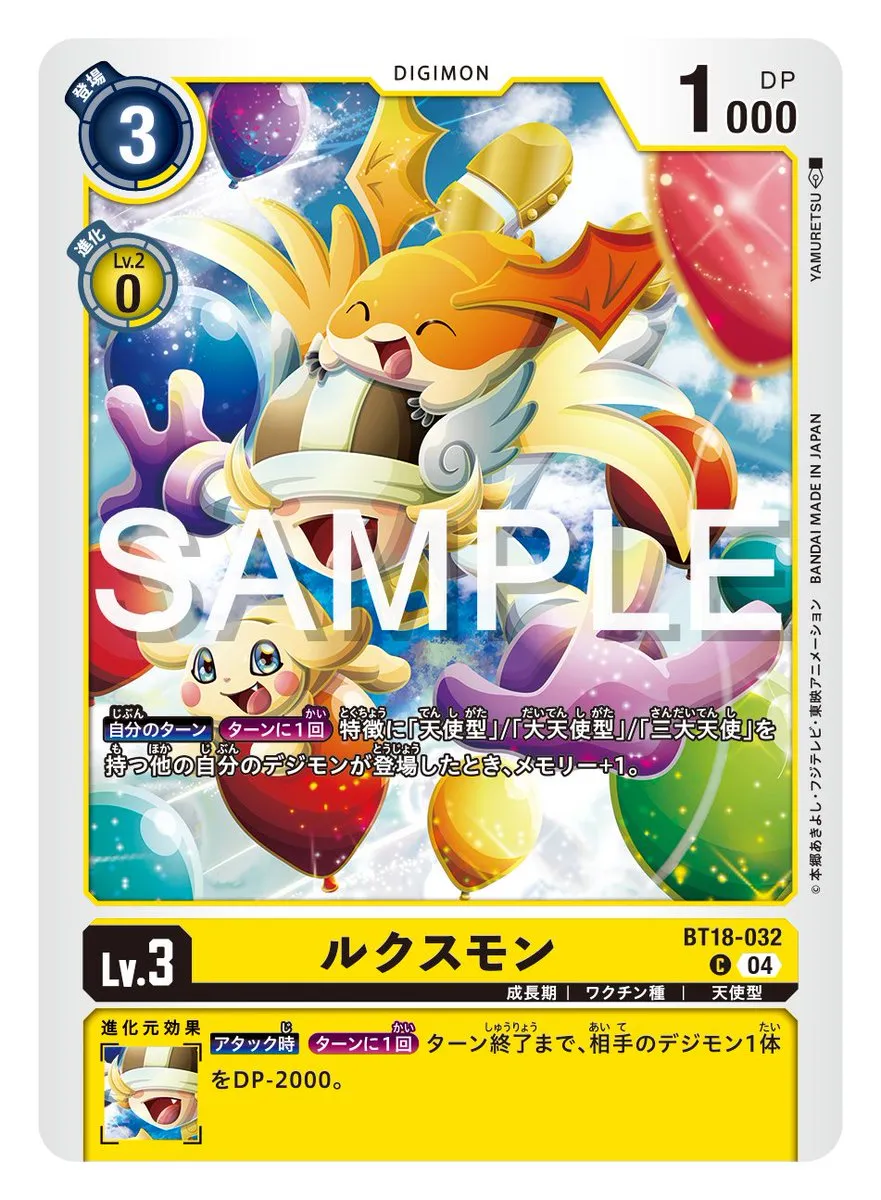 DIGIMON
登場
3
DP
1000
進化
Lv.2
0
YAMURETSU
BANDAI MADE IN JAPAN
©本郷あきよし・フジテレビ・東映アニメーション
SAMPLE
自分のターン ターンに1回 特徴に「天使型」/「大天使型」/「三大天使」を
持つ他の自分のデジモンが登場したとき、メモリー+1。
Lv.3
ルクスモン
BT18-032
C 04
成長期 | ワクチン種 | 天使型
進化元効果
アタック時 ターンに1回 ターン終了まで、相手のデジモン1体
をDP-2000。